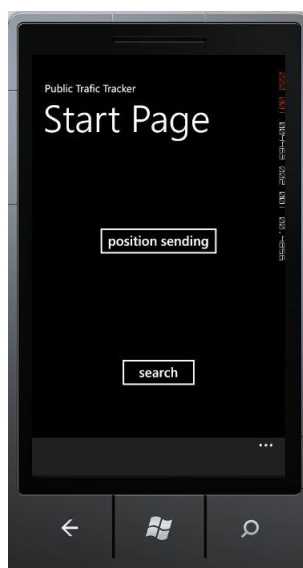 Public Trafic Tracker
Start Page
position sending
search
...